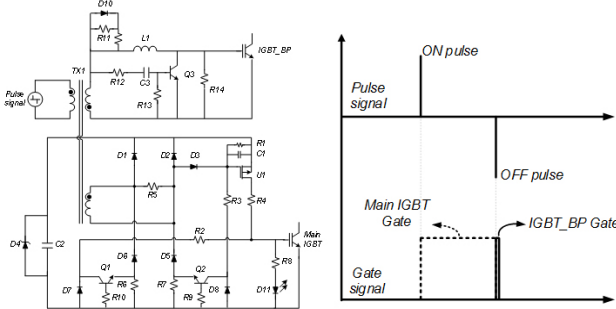 D10
R11
L1
IGBT_BP
TX1
R12
C3
Q3
R14
R13
Pulse
signal
D1
D2
D3
R1
C1
U1
R5
R3
R4
D4
C2
R2
Main
IGBT
D6
D5
R8
Q1
Q2
D7
R6
R7
D8
D11
R10
R9
ON pulse
Pulse
signal
OFF pulse
Main IGBT
Gate
IGBT_BP Gate
Gate
signal